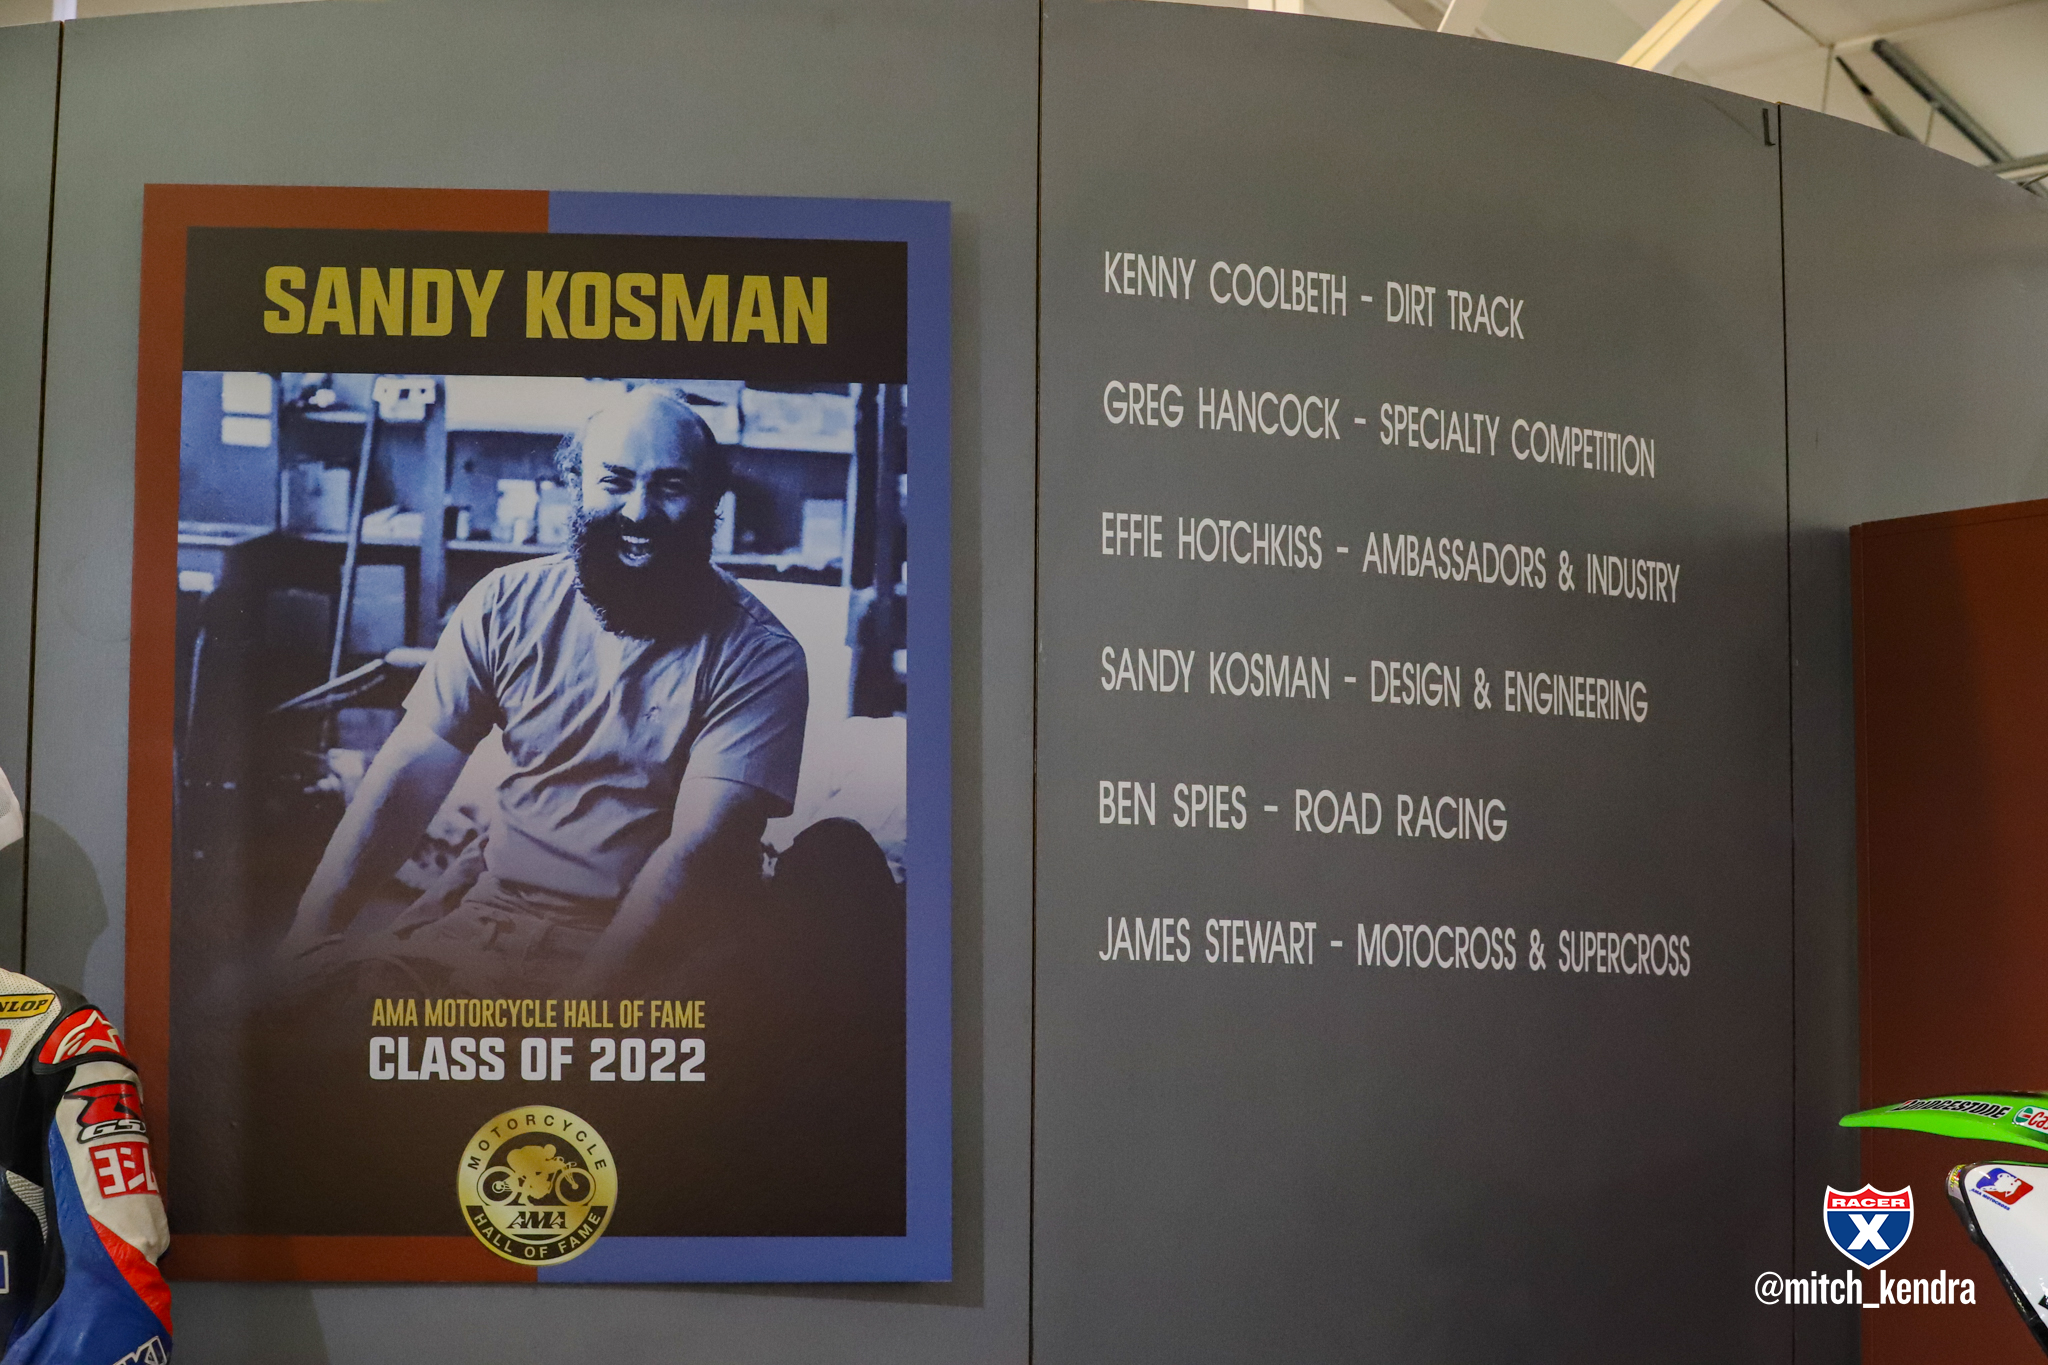 SANDY KOSMAN
AMA MOTORCYCLE HALL OF FAME
CLASS OF 2022
MOTORCYCLE
AMA
HALL OF FAME
KENNY COOLBETH - DIRT TRACK
GREG HANCOCK - SPECIALTY COMPETITION
EFFIE HOTCHKISS - AMBASSADORS & INDUSTRY
SANDY KOSMAN - DESIGN & ENGINEERING
BEN SPIES - ROAD RACING
JAMES STEWART - MOTOCROSS & SUPERCROSS
BRIDGESTONE
RACER
X
@mitch_kendra